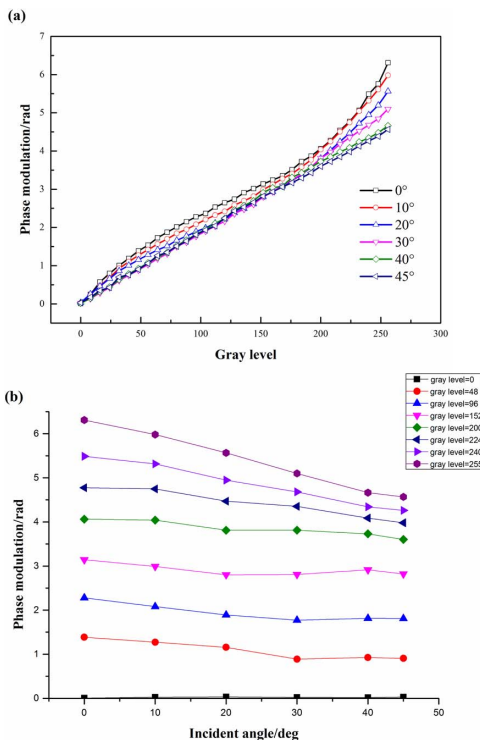 (a)
7
6
5
4
3
2
1
0
Phase modulation/rad
0°
10°
20°
30°
40°
45°
0 50 100 150 200 250 300
Gray level
gray level=0
gray level=48
gray level=96
gray level=152
gray level=200
gray level=224
gray level=240
gray level=255
(b)
6
5
4
3
2
1
0
Phase modulation/rad
0 10 20 30 40 50
Incident angle/deg